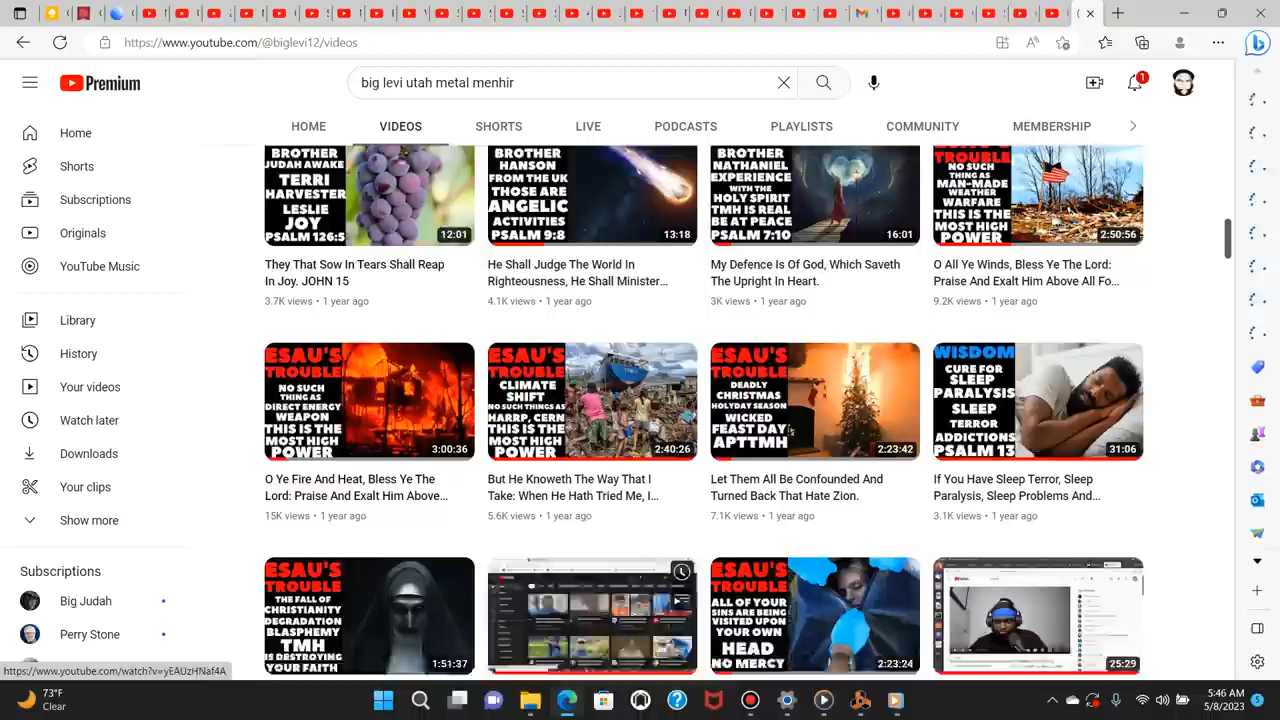 https://www.youtube.com/@biglevi12/videos
Premium
big levi utah metal menhir
1
HOME
VIDEOS
SHORTS
LIVE
PODCASTS
PLAYLISTS
COMMUNITY
MEMBERSHIP
Home
Shorts
Subscriptions
Originals
YouTube Music
Library
History
Your videos
Watch later
Downloads
Your clips
Show more
Subscriptions
Big Judah
Perry Stone
BROTHER
JUDAH AWAKE
TERRI
HARVESTER
LESLIE
JOY
PSALM 126:5
12:01
They That Sow In Tears Shall Reap
In Joy. JOHN 15
3.7K views • 1 year ago
BROTHER
HANSON
FROM THE UK
THOSE ARE
ANGELIC
ACTIVITIES
PSALM 9:8
13:18
He Shall Judge The World In
Righteousness, He Shall Minister...
4.1K views • 1 year ago
BROTHER
NATHANIEL
EXPERIENCE
WITH THE
HOLY SPIRIT
TMH IS REAL
BE AT PEACE
PSALM 7:10
16:01
My Defence Is Of God, Which Saveth
The Upright In Heart.
3K views • 1 year ago
TROUBLE
NO SUCH
THING AS
MAN-MADE
WEATHER
WARFARE
THIS IS THE
MOST HIGH
POWER
2:50:56
O All Ye Winds, Bless Ye The Lord:
Praise And Exalt Him Above All Fo...
9.2K views • 1 year ago
ESAU'S
TROUBLE
NO SUCH
THING AS
DIRECT ENERGY
WEAPON
THIS IS THE
MOST HIGH
POWER
3:00:36
O Ye Fire And Heat, Bless Ye The
Lord: Praise And Exalt Him Above...
15K views • 1 year ago
ESAU'S
TROUBLE
CLIMATE
SHIFT
NO SUCH THINGS AS
HARRP, CERN
THIS IS THE
MOST HIGH
POWER
2:40:26
But He Knoweth The Way That I
Take: When He Hath Tried Me, I...
5.6K views • 1 year ago
ESAU'S
TROUBLE
DEADLY
CHRISTMAS
HOLYDAY SEASON
WICKED
FEAST DAY
APTTMH
2:23:42
Let Them All Be Confounded And
Turned Back That Hate Zion.
7.1K views • 1 year ago
WISDOM
CURE FOR
SLEEP
PARALYSIS
SLEEP
TERROR
ADDICTIONS
PSALM 13
31:06
If You Have Sleep Terror, Sleep
Paralysis, Sleep Problems And...
3.1K views • 1 year ago
ESAU'S
TROUBLE
THE FALL OF
CHRISTIANITY
DEGRADATION
BLASPHEMY
TMH
IS DESTROYING
YOUR FAITH
ESAU'S
TROUBLE
ALL OF YOUR
SINS ARE BEING
VISITED UPON
YOUR OWN
HEAD
NO MERCY
2:23:24
73°F
Clear
5:46 AM
5/8/2023